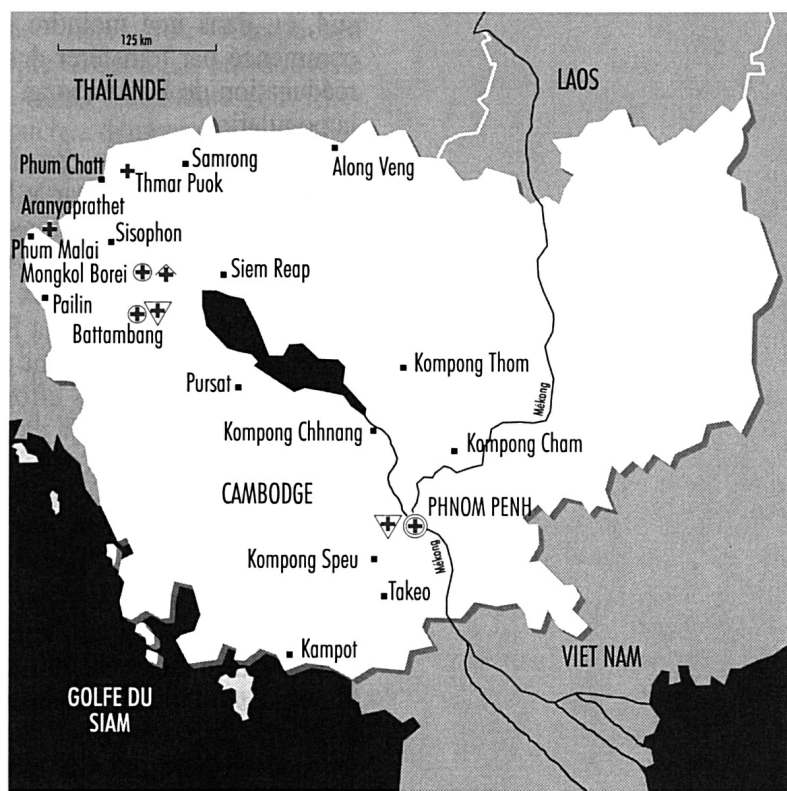 125 km
THAÏLANDE
LAOS
Phum Chatt
Samrong
Along Veng
Thmar Puok
Aranyaprathet
Phum Malai
Sisophon
Mongkol Borei
Siem Reap
Pailin
Battambang
Kompong Thom
Pursat
Mékong
Kompong Chhnang
Kompong Cham
CAMBODGE
PHNOM PENH
Kompong Speu
Mékong
Takeo
Kampot
VIET NAM
GOLFE DU
SIAM